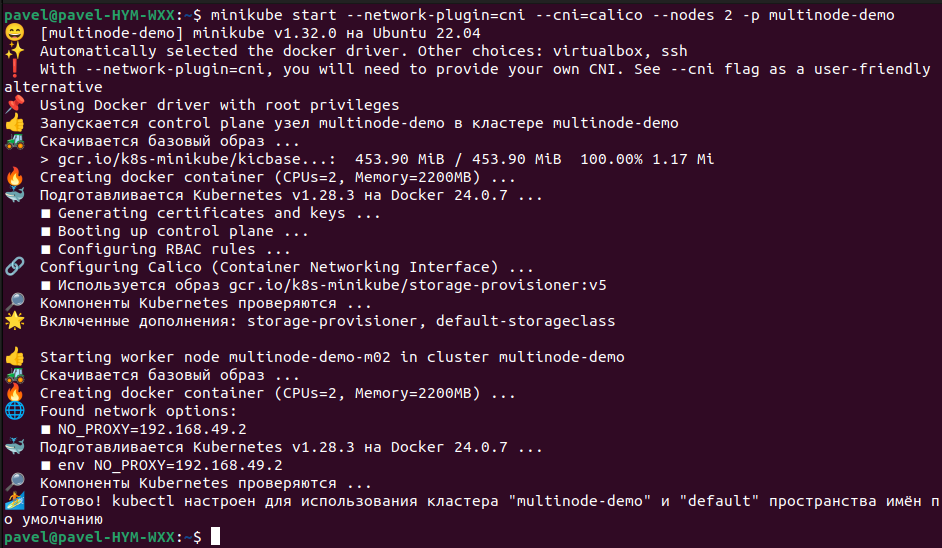 pavel@pavel-HYM-WXX:~$ minikube start --network-plugin=cni --cni=calico --nodes 2 -p multinode-demo
😄  [multinode-demo] minikube v1.32.0 на Ubuntu 22.04
✨  Automatically selected the docker driver. Other choices: virtualbox, ssh
❗  With --network-plugin=cni, you will need to provide your own CNI. See --cni flag as a user-friendly
alternative
📌  Using Docker driver with root privileges
👍  Запускается control plane узел multinode-demo в кластере multinode-demo
🚜  Скачивается базовый образ ...
    > gcr.io/k8s-minikube/kicbase...:  453.90 MiB / 453.90 MiB  100.00% 1.17 Mi
🔥  Creating docker container (CPUs=2, Memory=2200MB) ...
🐳  Подготавливается Kubernetes v1.28.3 на Docker 24.0.7 ...
    ▪ Generating certificates and keys ...
    ▪ Booting up control plane ...
    ▪ Configuring RBAC rules ...
🔗  Configuring Calico (Container Networking Interface) ...
    ▪ Используется образ gcr.io/k8s-minikube/storage-provisioner:v5
🔎  Компоненты Kubernetes проверяются ...
🌟  Включенные дополнения: storage-provisioner, default-storageclass
👍  Starting worker node multinode-demo-m02 in cluster multinode-demo
🚜  Скачивается базовый образ ...
🔥  Creating docker container (CPUs=2, Memory=2200MB) ...
🌐  Found network options:
    ▪ NO_PROXY=192.168.49.2
🐳  Подготавливается Kubernetes v1.28.3 на Docker 24.0.7 ...
    ▪ env NO_PROXY=192.168.49.2
🔎  Компоненты Kubernetes проверяются ...
🏄  Готово! kubectl настроен для использования кластера "multinode-demo" и "default" пространства имён п
о умолчанию
pavel@pavel-HYM-WXX:~$